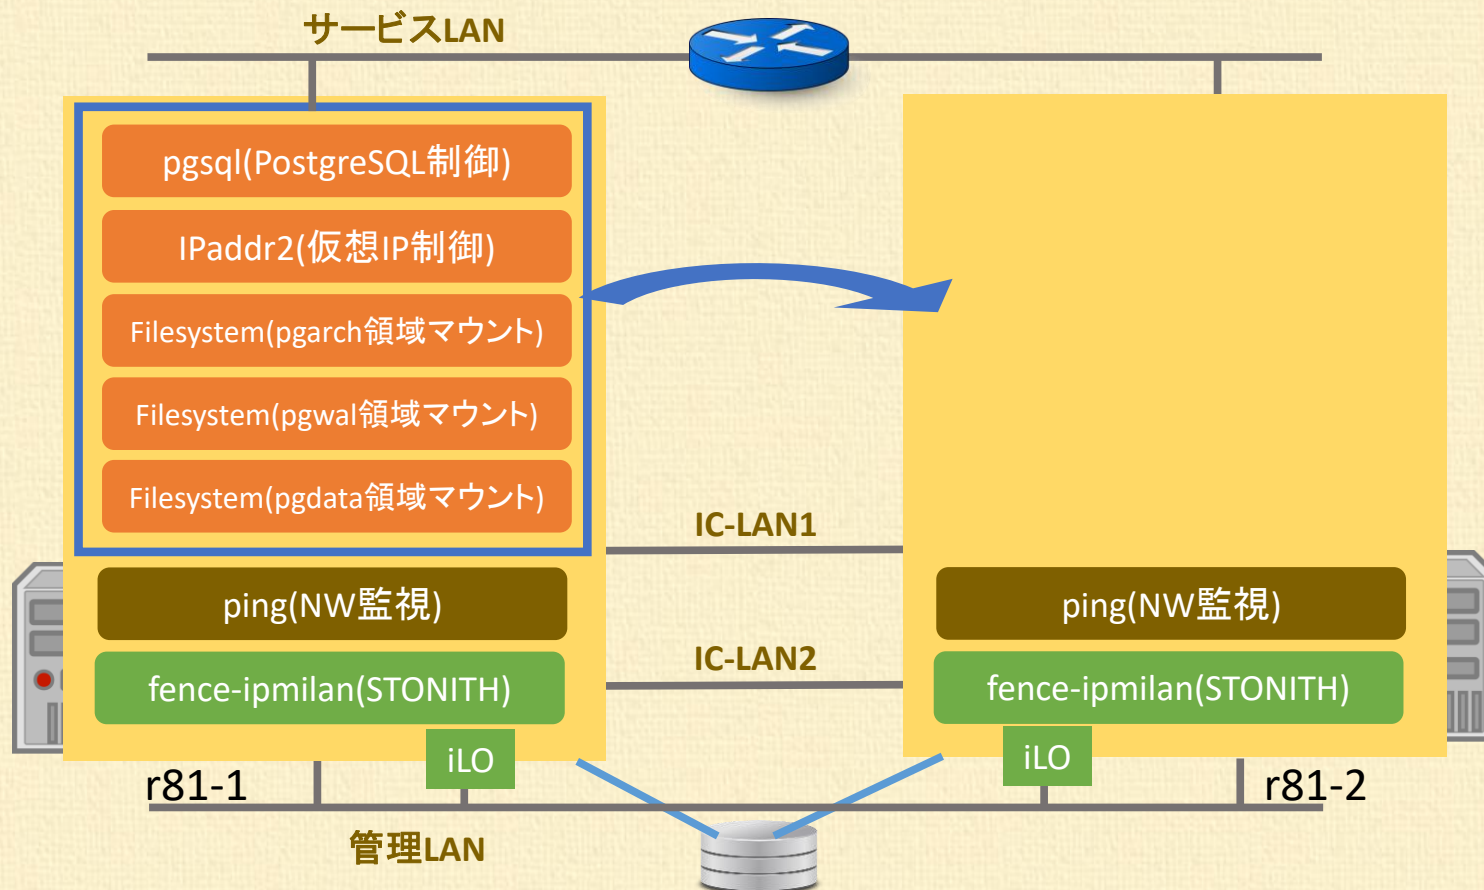 サービスLAN
pgsql(PostgreSQL制御)
IPaddr2(仮想IP制御)
Filesystem(pgarch領域マウント)
Filesystem(pgwal領域マウント)
Filesystem(pgdata領域マウント)
IC-LAN1
ping(NW監視)
ping(NW監視)
IC-LAN2
fence-ipmilan(STONITH)
fence-ipmilan(STONITH)
iLO
iLO
r81-1
r81-2
管理LAN